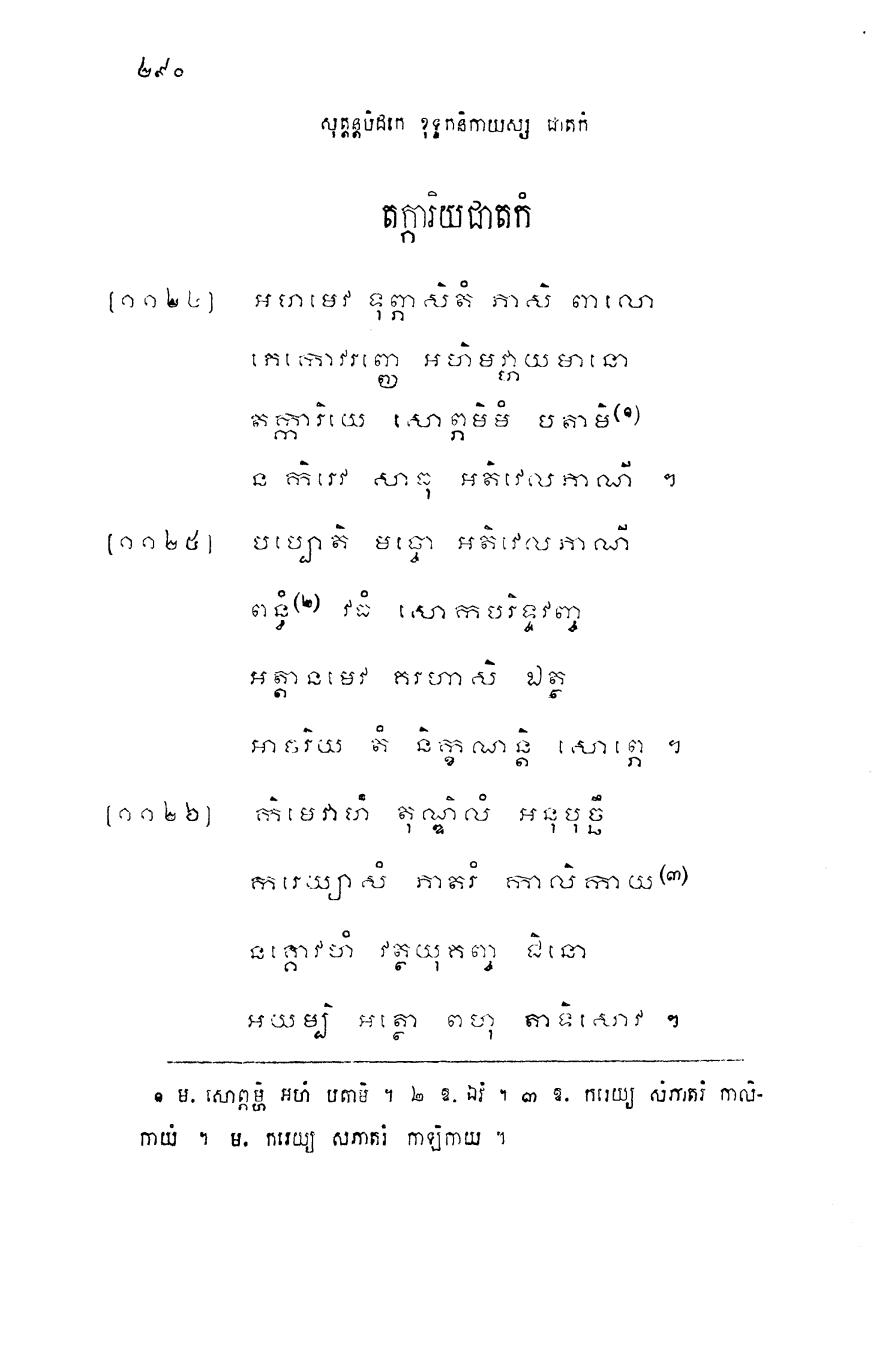 ២៩០
សុត្តន្តបិដកេ ខុទ្ទកនិកាយស្ស ជាតកំ
តក្ការិយជាតកំ
[១១២៤] អហមេវ ទុព្ភាសិតំ ភាសិ ពាលោ
ភេកោវរញ្ញេ អហិមវ្ហាយមានោ
តក្ការិយេ សោព្ភមិមំ បតាមិ(១)
ន កិរេវ សាធុ អតិវេលភាណី ។
[១១២៥] បប្បោតិ មច្ចោ អតិវេលភាណី
ពន្ធំ(២) វធំ សោកបរិទ្ទវញ្ច
អត្តានមេវ គរហាសិ ឯត្ថ
អាចរិយ តំ និក្ខណន្តិ សោព្ភេ ។
[១១២៦] កិមេវាហំ តុណ្ឌិលំ អនុបុច្ឆឹ
ករេយ្យាសំ ភាតរំ កាលិកាយ(៣)
នគ្គោវហំ វត្ថយុគញ្ច ជិនោ
អយម្បិ អត្ថោ ពហុ តាទិសោវ ។
១ ម. សោព្ភម្ហិ អហំ បតាមិ ។ ២ ឱ. ឯវំ ។ ៣ ឱ. ករេយ្យ សំភាតរំ កាលិ-
កាយំ ។ ម. ករេយ្យ សភាតរំ កាឡិកាយ ។